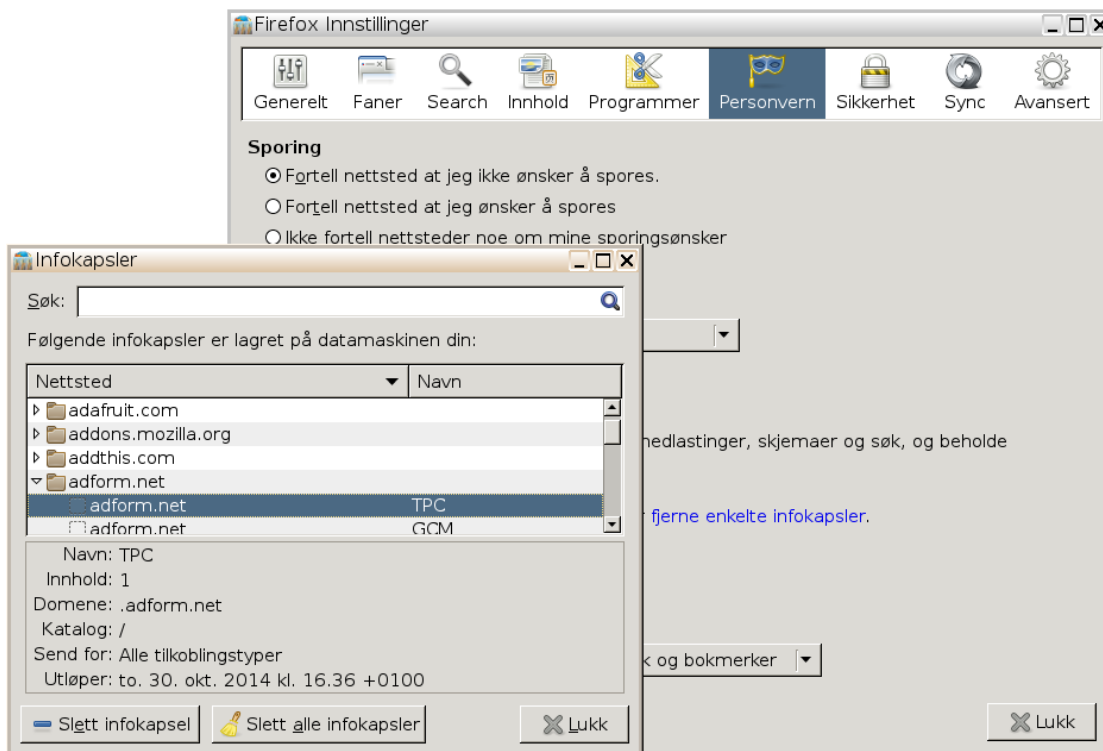 Firefox Innstillinger
Generelt Faner Search Innhold Programmer Personvern Sikkerhet Sync Avansert
Sporing
Fortell nettsted at jeg ikke ønsker å spores.
Fortell nettsted at jeg ønsker å spores
Ikke fortell nettsteder noe om mine sporingsønsker
Infokapsler
Søk:
Følgende infokapsler er lagret på datamaskinen din:
Nettsted Navn
adafruit.com
addons.mozilla.org
addthis.com
adform.net
adform.net TPC
adform.net GCM
Navn: TPC
Innhold: 1
Domene: .adform.net
Katalog: /
Send for: Alle tilkoblingstyper
Utløper: to. 30. okt. 2014 kl. 16.36 +0100
Slett infokapsel Slett alle infokapsler Lukk
skjemaer og søk, og beholde
fjerne enkelte infokapsler.
og bokmerker
Lukk